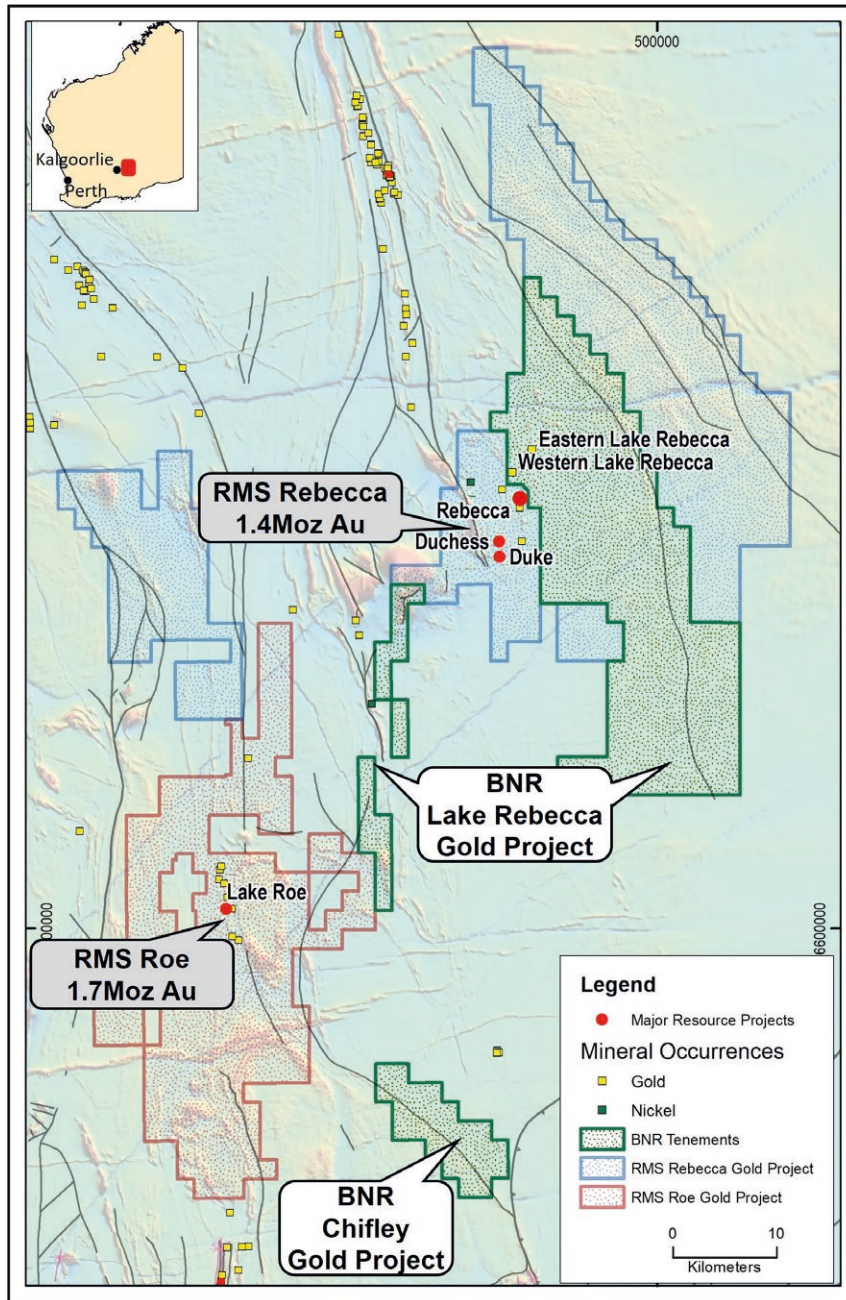 500000
Kalgoorlie
Perth
Eastern Lake Rebecca
Western Lake Rebecca
RMS Rebecca
1.4Moz Au
Rebecca
Duchess
Duke
BNR
Lake Rebecca
Gold Project
Lake Roe
RMS Roe
1.7Moz Au
6600000
BNR
Chifley
Gold Project
Legend
Major Resource Projects
Mineral Occurrences
Gold
Nickel
BNR Tenements
RMS Rebecca Gold Project
RMS Roe Gold Project
0 10
Kilometers